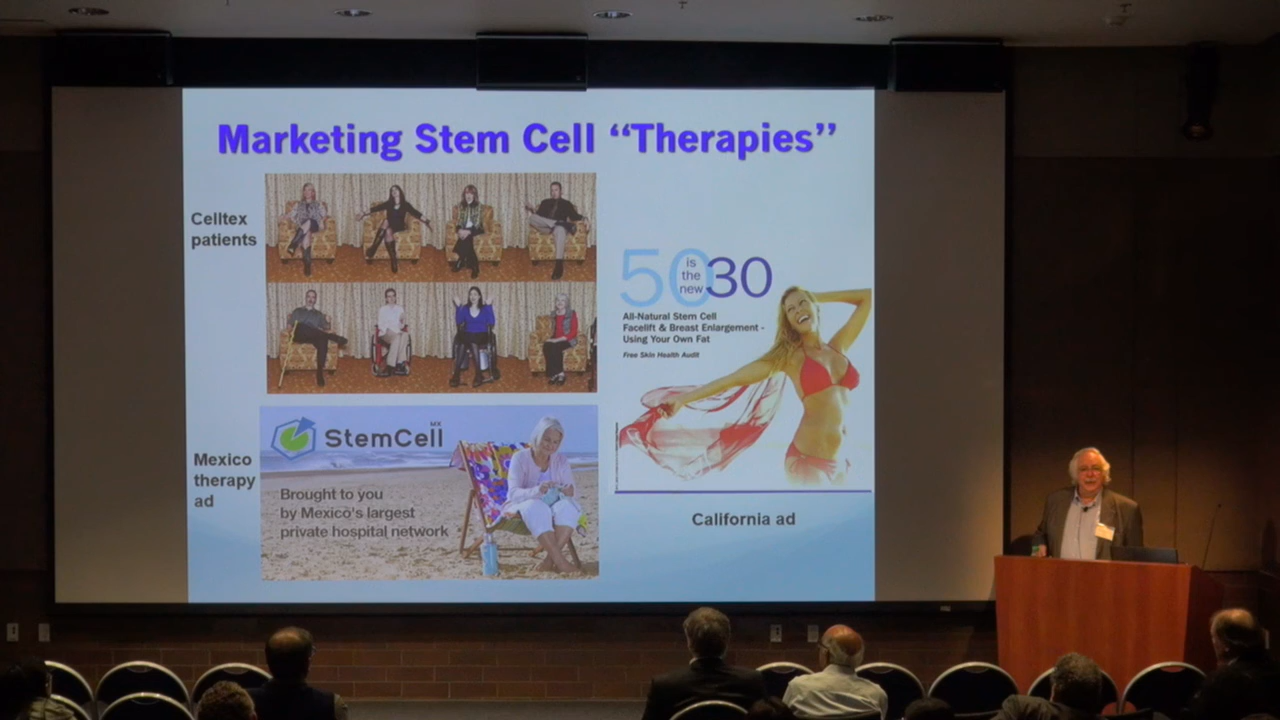 Marketing Stem Cell “Therapies”
Celltex
patients
50 is the new 30
All-Natural Stem Cell
Facelift & Breast Enlargement -
Using Your Own Fat
Free Skin Health Audit
StemCell MX
Brought to you
by Mexico's largest
private hospital network
Mexico
therapy
ad
California ad